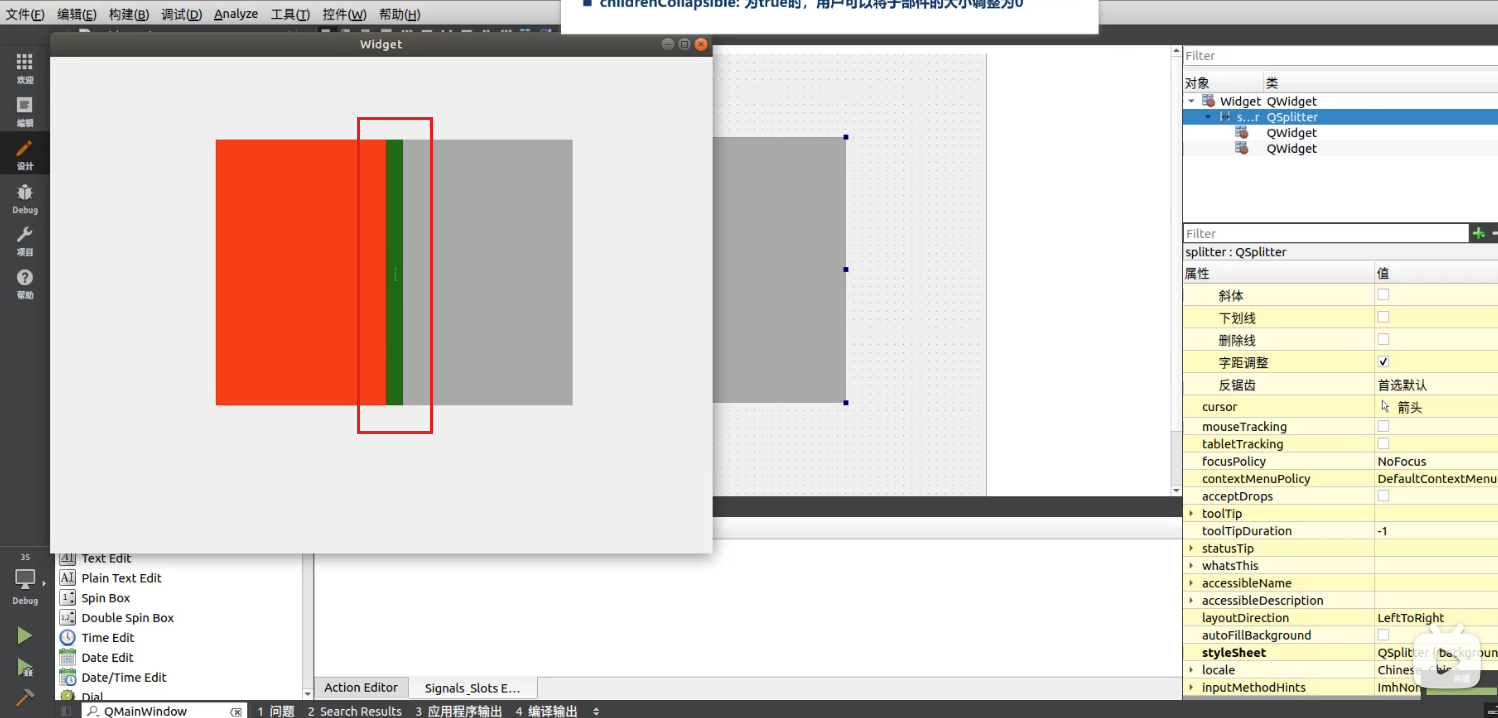 文件(F) 编辑(E) 构建(B) 调试(D) Analyze 工具(T) 控件(W) 帮助(H)
childrenCollapsible: 为true时，用户可以将子部件的大小调整为0
Widget
欢迎
编辑
设计
Debug
项目
帮助
3S
Debug
Filter
对象 类
Widget QWidget
s...r QSplitter
QWidget
QWidget
Filter
splitter : QSplitter
属性 值
斜体
下划线
删除线
字距调整
反锯齿 首选默认
cursor 箭头
mouseTracking
tabletTracking
focusPolicy NoFocus
contextMenuPolicy DefaultContextMenu
acceptDrops
toolTip
toolTipDuration -1
statusTip
whatsThis
accessibleName
accessibleDescription
layoutDirection LeftToRight
autoFillBackground
styleSheet QSplitter {background
locale Chinese, China
inputMethodHints ImhNon
Text Edit
Plain Text Edit
Spin Box
Double Spin Box
Time Edit
Date Edit
Date/Time Edit
Dial
Action Editor Signals_Slots E...
QMainWindow 1 问题 2 Search Results 3 应用程序输出 4 编译输出